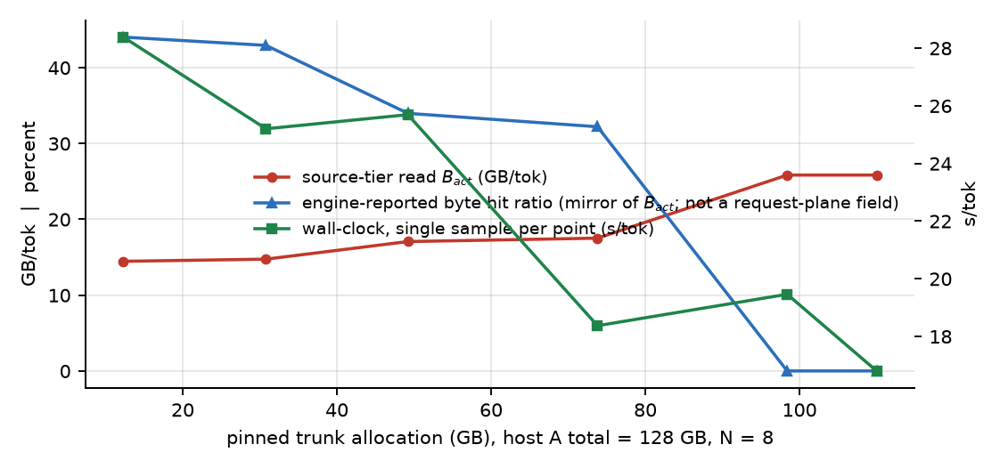 GB/tok | percent
40
30
20
10
0
source-tier read B_act (GB/tok)
engine-reported byte hit ratio (mirror of B_act; not a request-plane field)
wall-clock, single sample per point (s/tok)
28
26
24
22
20
18
s/tok
20 40 60 80 100
pinned trunk allocation (GB), host A total = 128 GB, N = 8